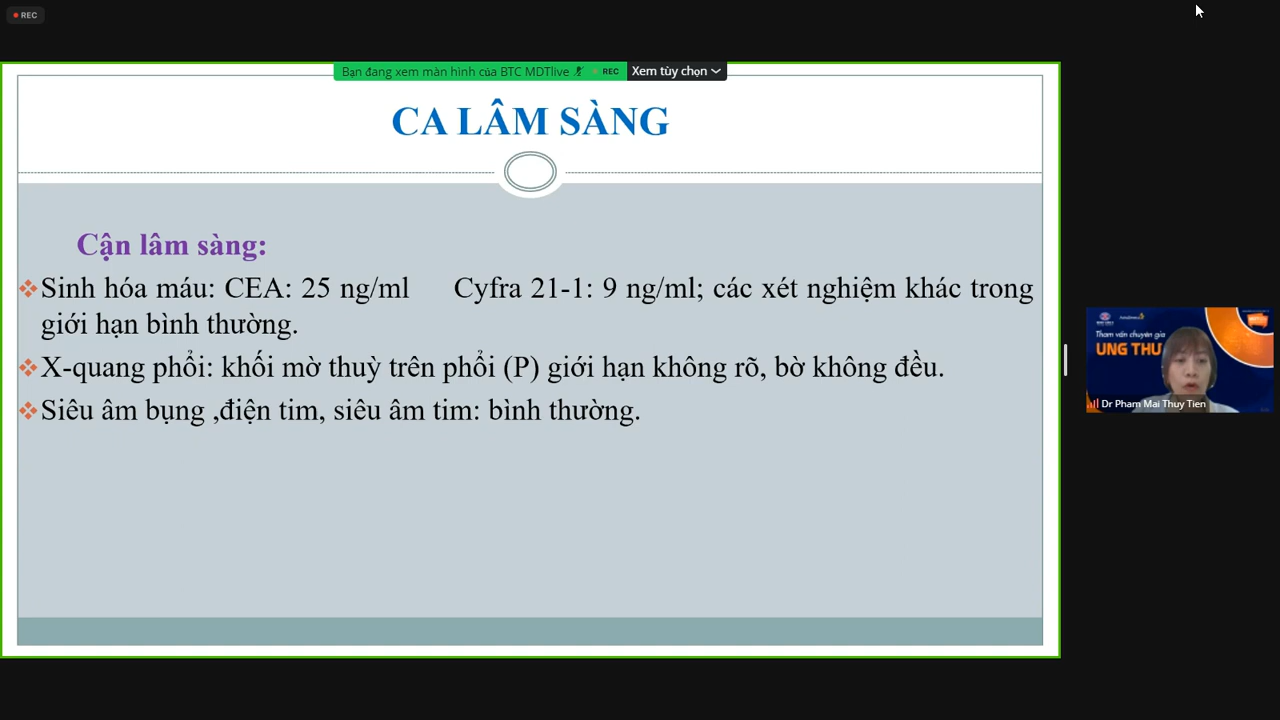 REC
Bạn đang xem màn hình của BTC MDTlive
REC
Xem tùy chọn
CA LÂM SÀNG
Cận lâm sàng:
Sinh hóa máu: CEA: 25 ng/ml Cyfra 21-1: 9 ng/ml; các xét nghiệm khác trong
giới hạn bình thường.
X-quang phổi: khối mờ thuỳ trên phổi (P) giới hạn không rõ, bờ không đều.
Siêu âm bụng ,điện tim, siêu âm tim: bình thường.
Tham vấn chuyên gia
UNG THƯ
Dr Pham Mai Thuy Tien